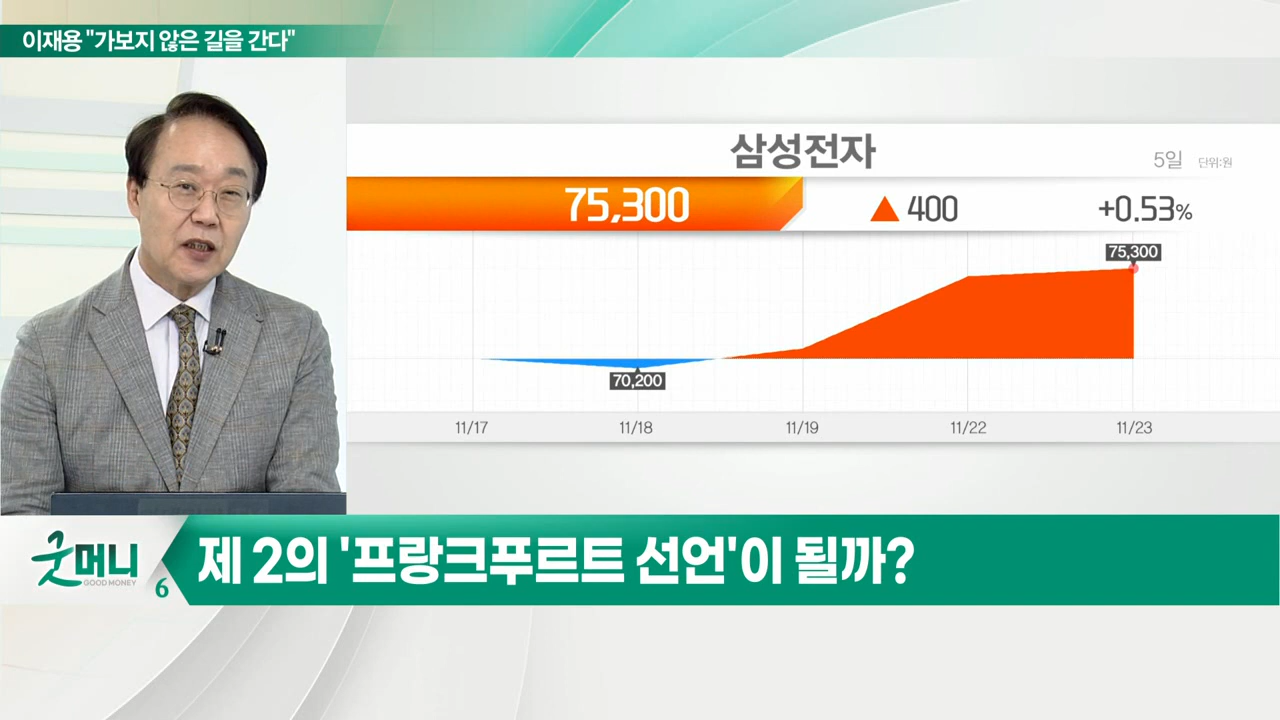 이재용 "가보지 않은 길을 간다"
삼성전자
5일 단위:원
75,300 ▲ 400 +0.53%
75,300
70,200
11/17 11/18 11/19 11/22 11/23
굿머니
GOOD MONEY
6
제 2의 '프랑크푸르트 선언'이 될까?